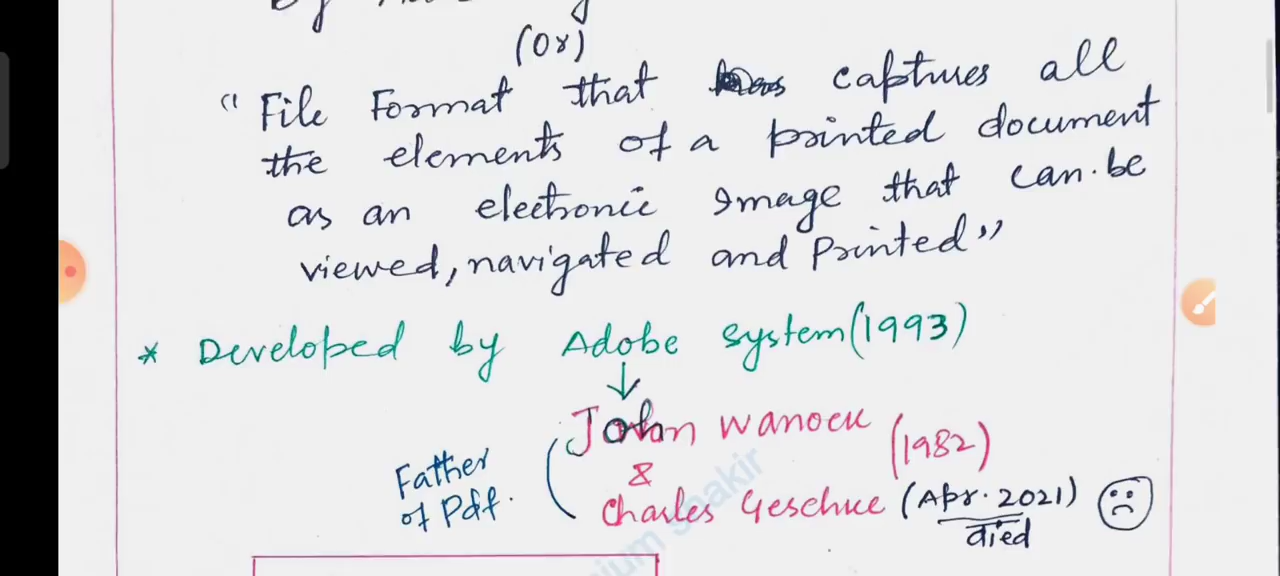 By
(Or)
"File Format that captures all
the elements of a printed document
as an electronic Image that can be
viewed, navigated and Printed"
* Developed by Adobe System (1993)
↓
John Wanock (1982)
&
Father of Pdf.
Charles Geschke (Apr. 2021)
died